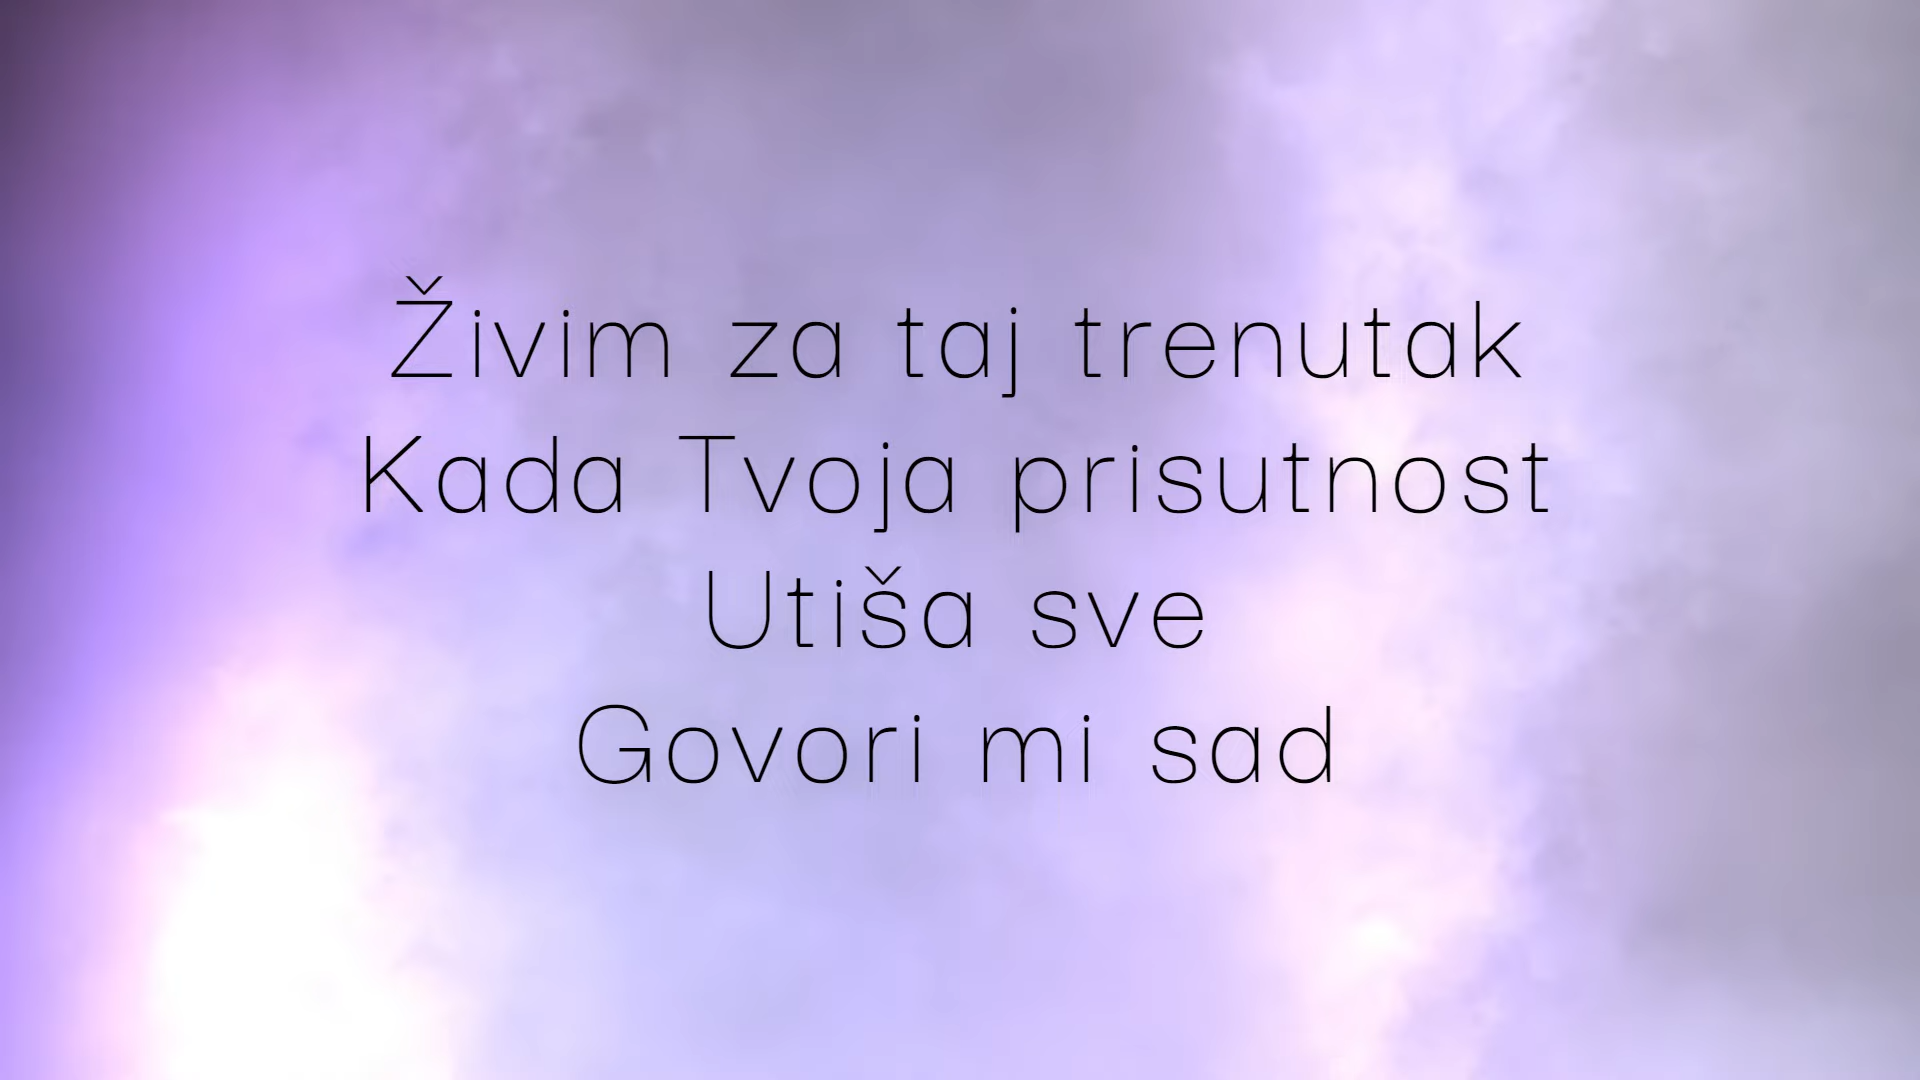 Živim za taj trenutak
Kada Tvoja prisutnost
Utiša sve
Govori mi sad